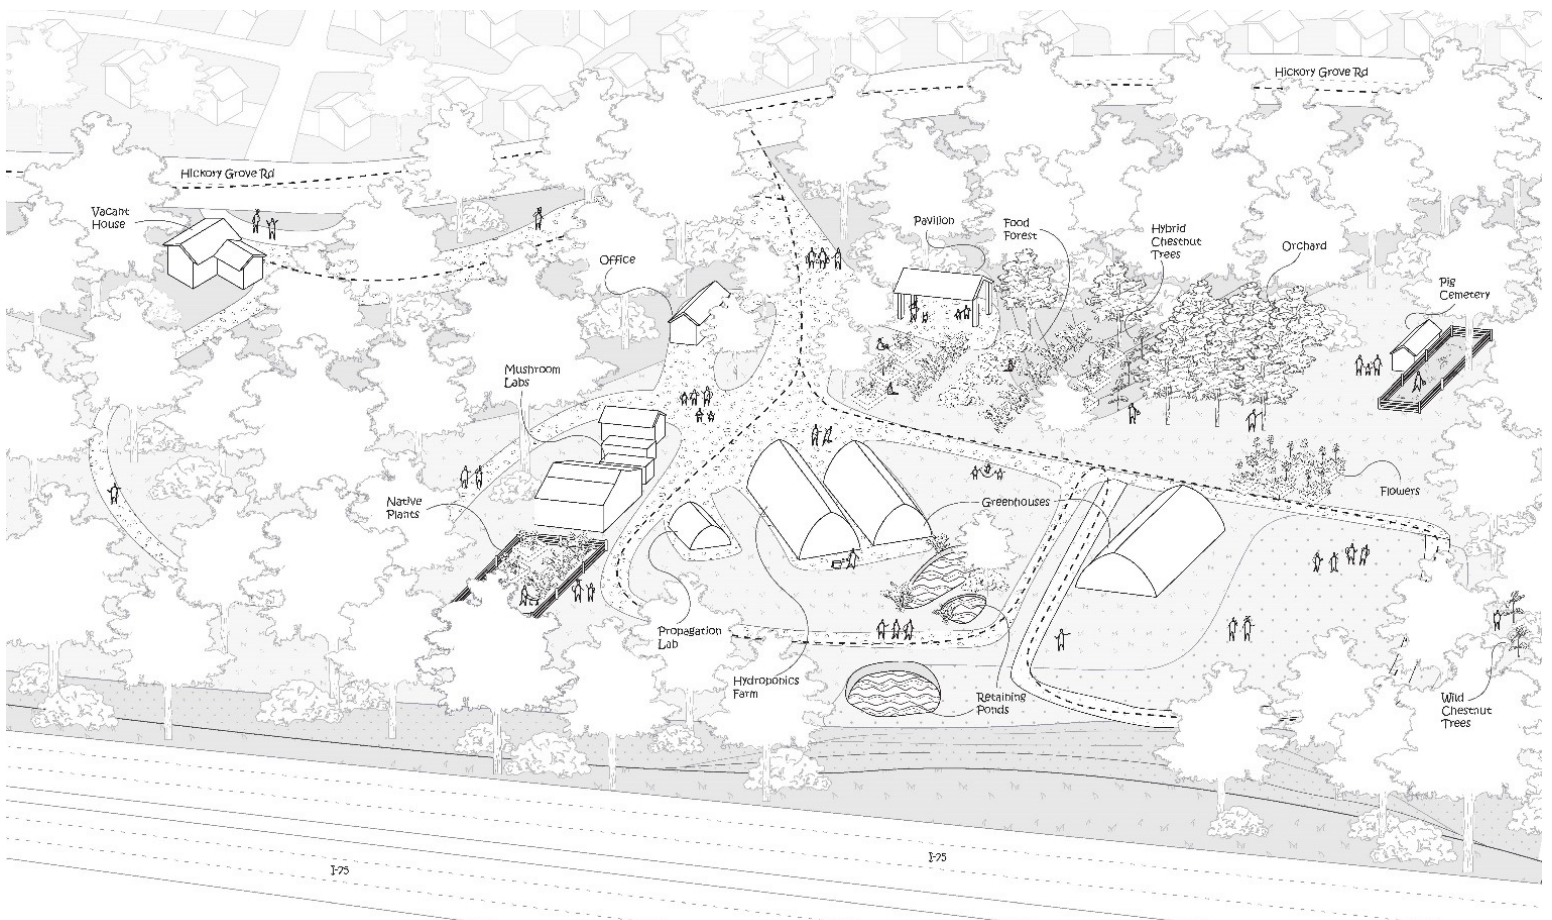 Hickory Grove Rd
Hickory Grove Rd
Vacant
House
Pavilion
Food
Forest
Hybrid
Chestnut
Trees
Orchard
Pig
Cemetery
Office
Mushroom
Labs
Native
Plants
Greenhouses
Flowers
Propagation
Lab
Hydroponics
Farm
Retaining
Ponds
Wild
Chestnut
Trees
I-75
I-75